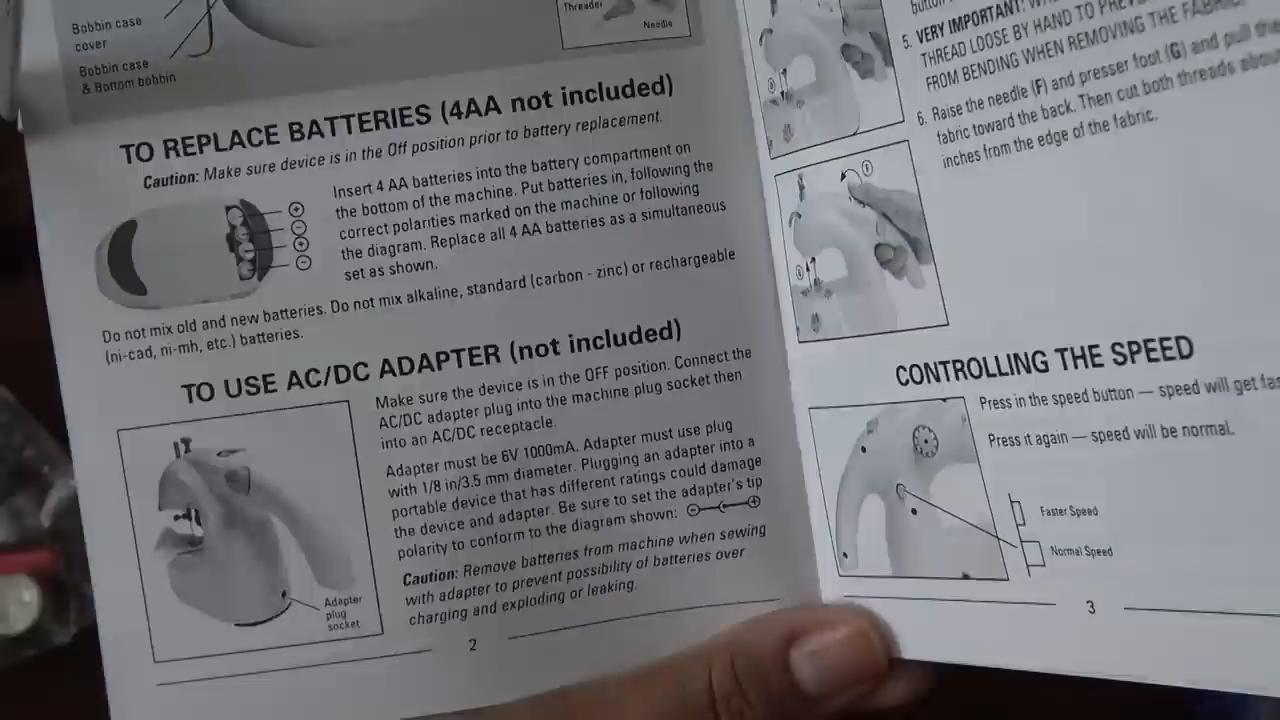 Bobbin case
cover
Bobbin case
& Bottom bobbin
Threader
Needle
TO REPLACE BATTERIES (4AA not included)
Caution: Make sure device is in the Off position prior to battery replacement.
Insert 4 AA batteries into the battery compartment on
the bottom of the machine. Put batteries in, following the
correct polarities marked on the machine or following
the diagram. Replace all 4 AA batteries as a simultaneous
set as shown.
Do not mix old and new batteries. Do not mix alkaline, standard (carbon - zinc) or rechargeable
(ni-cad, ni-mh, etc.) batteries.
TO USE AC/DC ADAPTER (not included)
Make sure the device is in the OFF position. Connect the
AC/DC adapter plug into the machine plug socket then
into an AC/DC receptacle.
Adapter must be 6V 1000mA. Adapter must use plug
with 1/8 in/3.5 mm diameter. Plugging an adapter into a
portable device that has different ratings could damage
the device and adapter. Be sure to set the adapter's tip
polarity to conform to the diagram shown:
Caution: Remove batteries from machine when sewing
with adapter to prevent possibility of batteries over
charging and exploding or leaking.
Adapter
plug
socket
2
button
5. VERY IMPORTANT:
THREAD LOOSE BY HAND TO
FROM BENDING WHEN REMOVING THE
6. Raise the needle (F) and presser foot (G) and pull the
fabric toward the back. Then cut both threads
inches from the edge of the fabric.
CONTROLLING THE SPEED
Press in the speed button — speed will get
Press it again — speed will be normal.
Faster Speed
Normal Speed
3